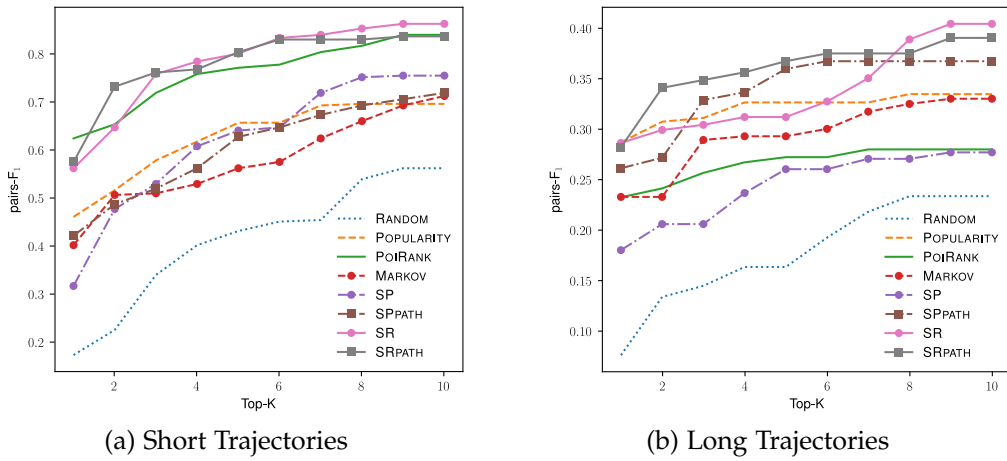 0.8
0.7
0.6
0.5
0.4
0.3
0.2
pairs-F1
2
4
6
8
10
Top-K
RANDOM
POPULARITY
POIRANK
MARKOV
SP
SPPATH
SR
SRPATH
(a) Short Trajectories
0.40
0.35
0.30
0.25
0.20
0.15
0.10
pairs-F1
2
4
6
8
10
Top-K
RANDOM
POPULARITY
POIRANK
MARKOV
SP
SPPATH
SR
SRPATH
(b) Long Trajectories